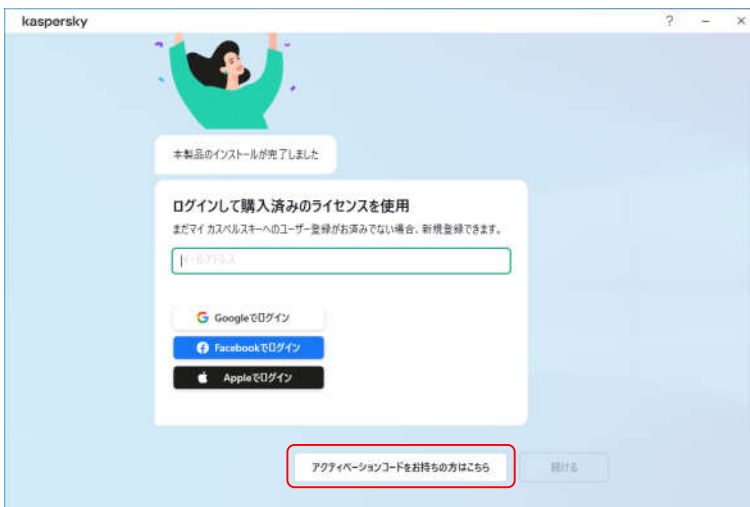 kaspersky
本製品のインストールが完了しました
ログインして購入済みのライセンスを使用
まだマイ カスペルスキーへのユーザー登録がお済みでない場合、新規登録できます。
メールアドレス
Googleでログイン
Facebookでログイン
Appleでログイン
アクティベーションコードをお持ちの方はこちら
続ける